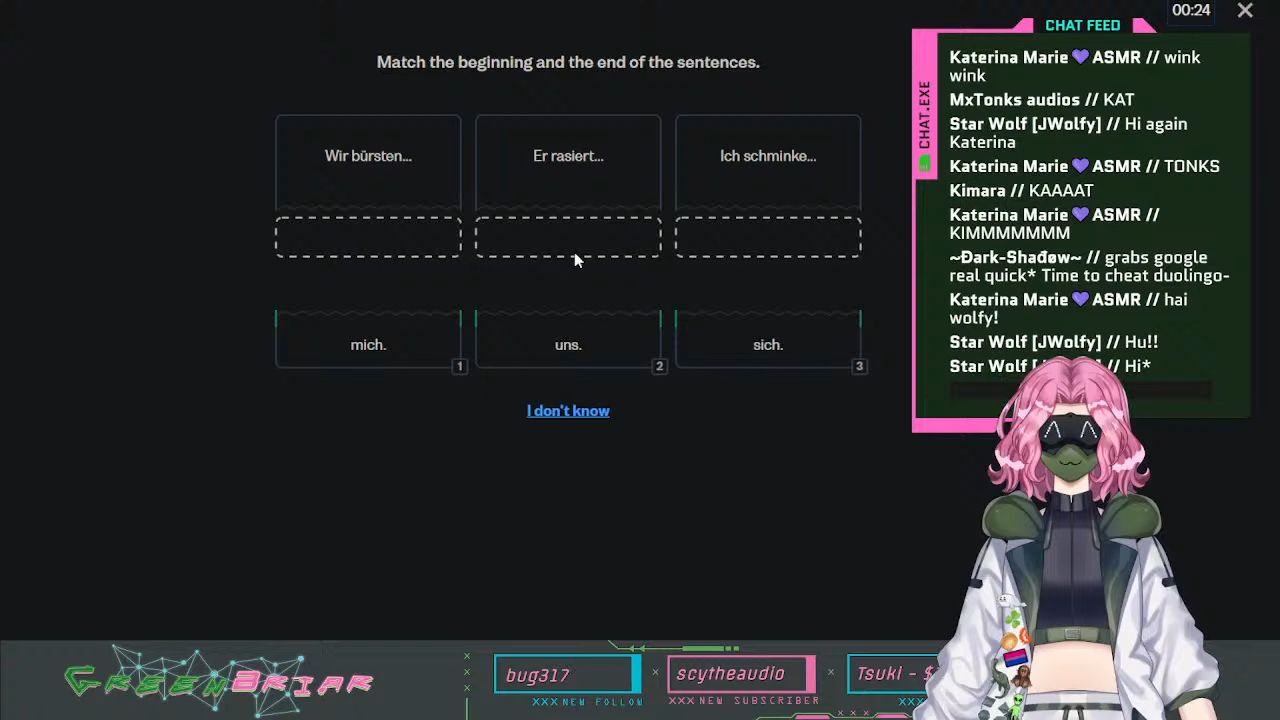 00:24
Match the beginning and the end of the sentences.
Wir bürsten...
Er rasiert...
Ich schminke...
mich.
1
uns.
2
sich.
3
I don't know
CHAT FEED
CHAT.EXE
Katerina Marie💜ASMR // wink
wink
MxTonks audios // KAT
Star Wolf [JWolfy] // Hi again
Katerina
Katerina Marie💜ASMR // TONKS
Kimara // KAAAAT
Katerina Marie💜ASMR //
KIMMMMMMM
~Ðark-Shađøw~ // grabs google
real quick* Time to cheat duolingo-
Katerina Marie💜ASMR // hai
wolfy!
Star Wolf [JWolfy] // Hu!!
Star Wolf // Hi*
GREENBRIAR
bug317
XXX NEW FOLLOW
scytheaudio
XXX NEW SUBSCRIBER
Tsuki - $
XXX